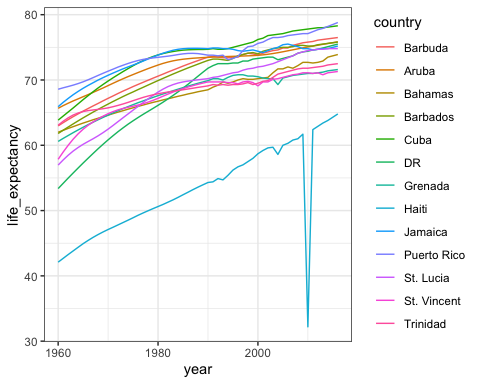 80
70
60
50
40
30
life_expectancy
1960
1980
2000
year
country
Barbuda
Aruba
Bahamas
Barbados
Cuba
DR
Grenada
Haiti
Jamaica
Puerto Rico
St. Lucia
St. Vincent
Trinidad